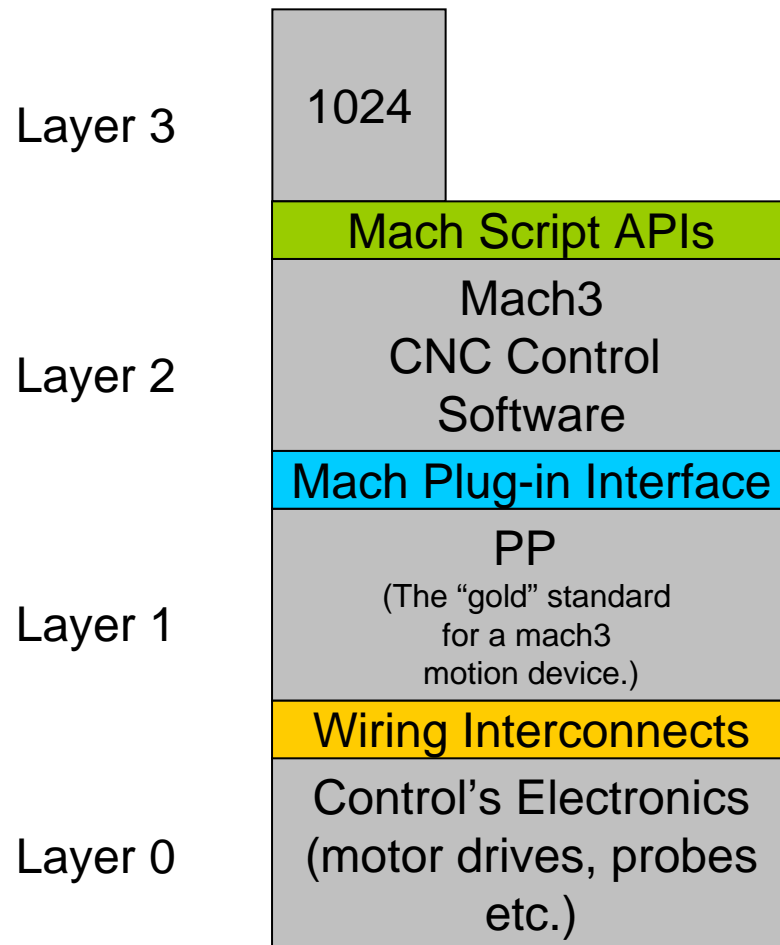 Layer 3
1024
Mach Script APIs
Layer 2
Mach3
CNC Control
Software
Mach Plug-in Interface
Layer 1
PP
(The “gold” standard
for a mach3
motion device.)
Wiring Interconnects
Layer 0
Control's Electronics
(motor drives, probes
etc.)